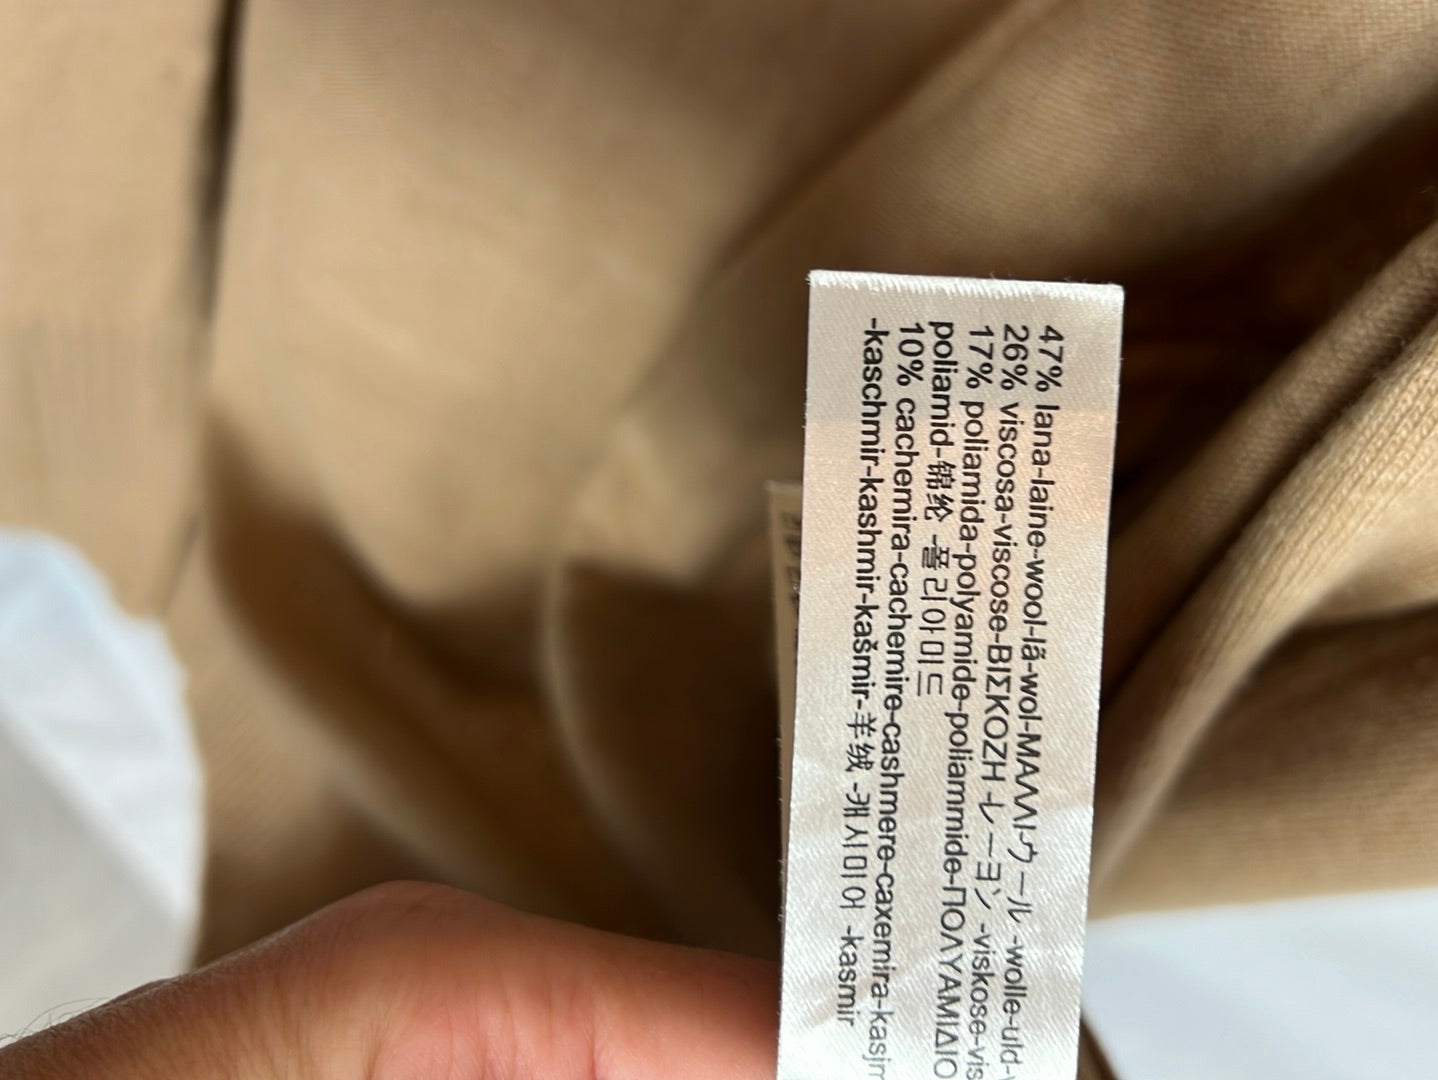 47% lana-laine-wool-lã-wol-ΜΑΛΛΙ-ウール -wolle-uld-
26% viscosa-viscose-ΒΙΣΚΟΖΗ -レーヨン -viskose-
17% poliamida-polyamide-poliammide-ΠΟΛΥΑΜΙΔΙΟ
poliamid-锦纶 -폴리아미드
10% cachemira-cachemire-cashmere-caxemira-
-kaschmir-kashmir-kašmir-羊绒 -캐시미어 -kasmir